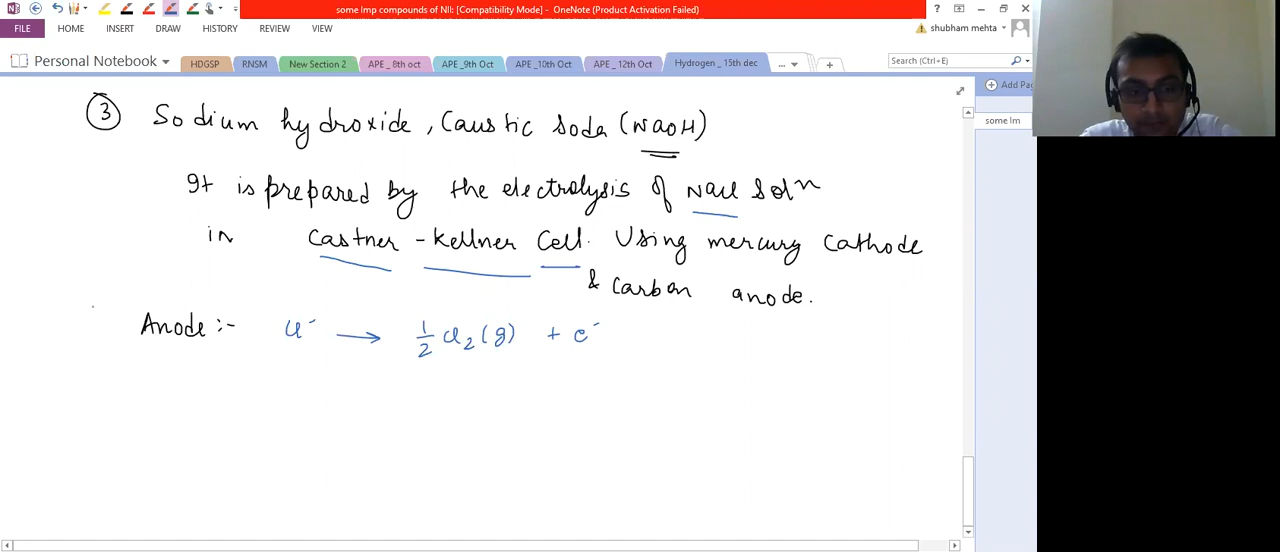 some Imp compounds of NII: [Compatibility Mode] - OneNote (Product Activation Failed)
FILE HOME INSERT DRAW HISTORY REVIEW VIEW shubham mehta
Personal Notebook HDGSP RNSM New Section 2 APE _ 8th oct APE _9th Oct APE _10th Oct APE _ 12th Oct Hydrogen _ 15th dec ... + Search (Ctrl+E)
Add Pag
some Im
③ Sodium hydroxide, Caustic Soda (NaOH)
It is prepared by the electrolysis of NaCl Solⁿ
in Castner - Kellner Cell. Using mercury Cathode
& carbon anode.
Anode :- Cl⁻ → 1/2 Cl₂ (g) + e⁻